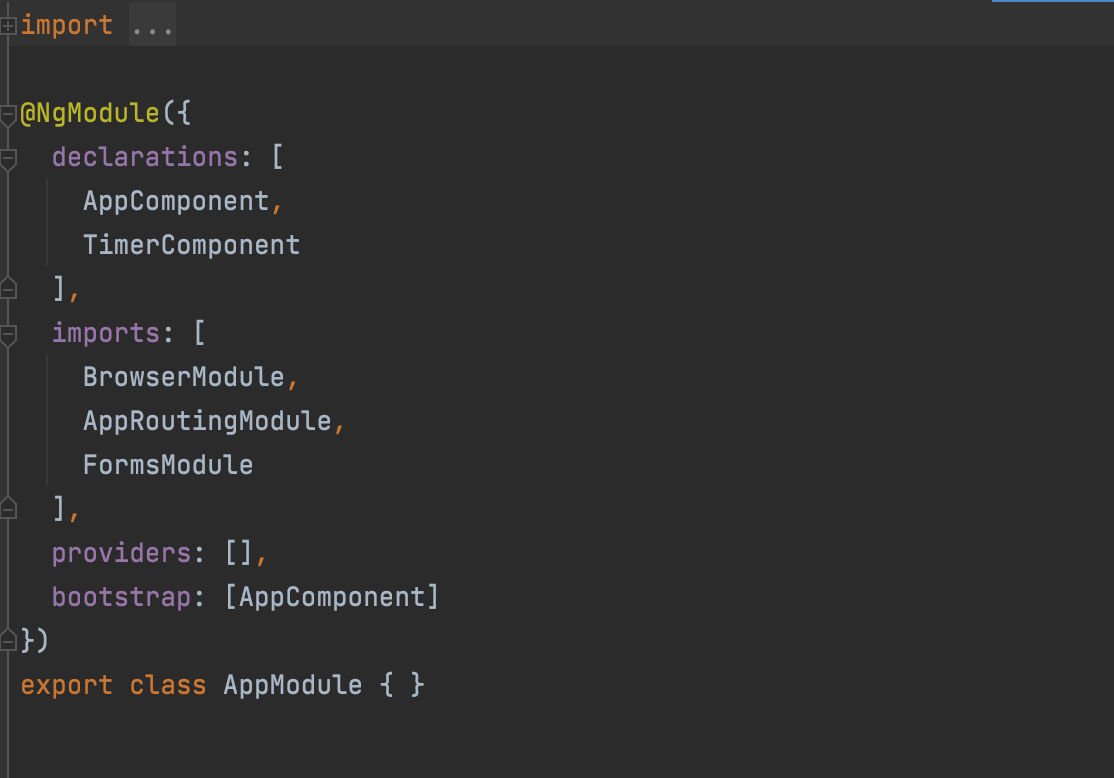 import ...
@NgModule({
declarations: [
AppComponent,
TimerComponent
],
imports: [
BrowserModule,
AppRoutingModule,
FormsModule
],
providers: [],
bootstrap: [AppComponent]
})
export class AppModule { }